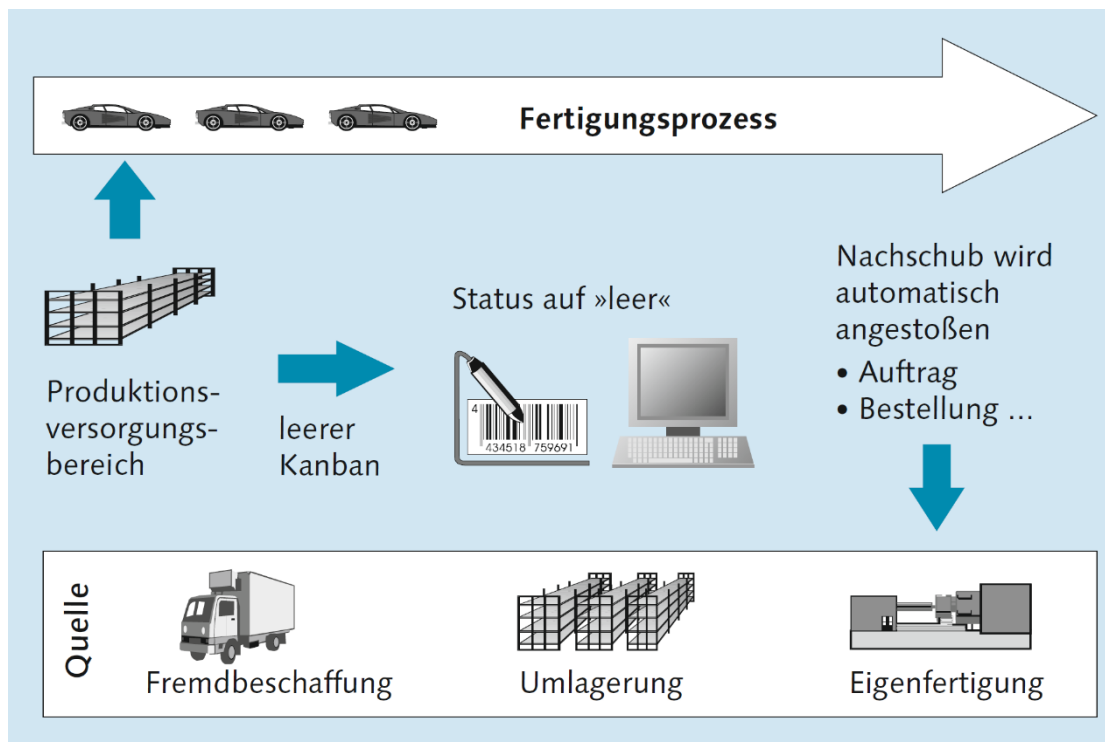 Fertigungsprozess
Nachschub wird
automatisch
angestoßen
• Auftrag
• Bestellung ...
Status auf »leer«
4 434518 759691
Produktions-
versorgungs-
bereich
leerer
Kanban
Quelle
Fremdbeschaffung
Umlagerung
Eigenfertigung